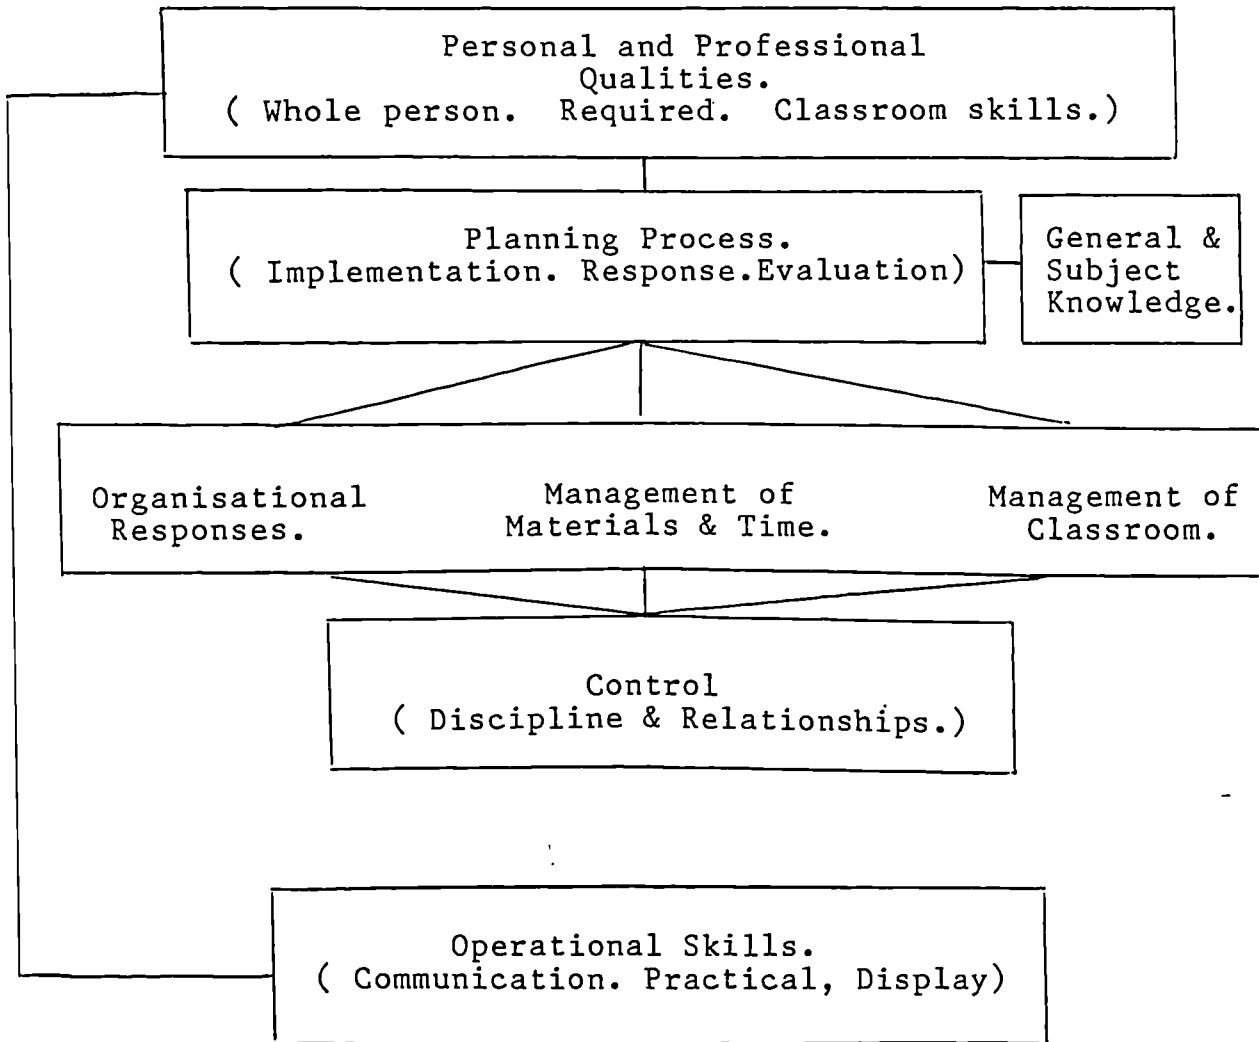 Personal and Professional
Qualities.
( Whole person. Required. Classroom skills.)
Planning Process.
( Implementation. Response.Evaluation)
General &
Subject
Knowledge.
Organisational
Responses.
Management of
Materials & Time.
Management of
Classroom.
Control
( Discipline & Relationships.)
Operational Skills.
( Communication. Practical, Display)